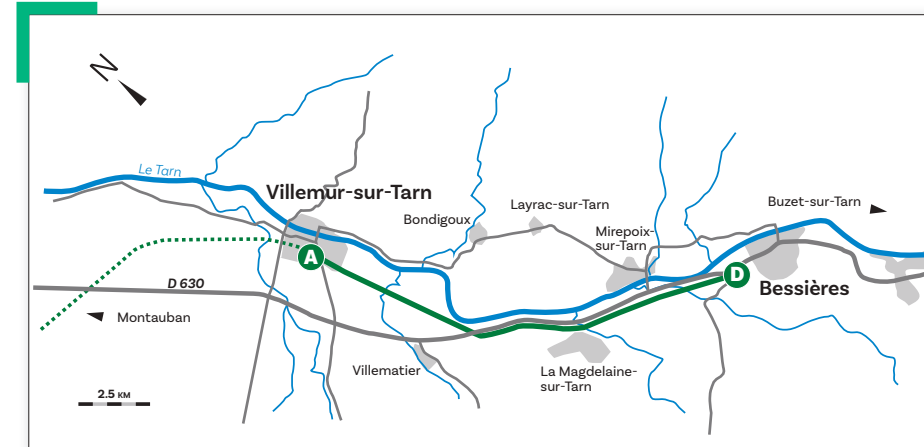 N
Le Tarn
Villemur-sur-Tarn
Bondigoux
Layrac-sur-Tarn
Mirepoix-
sur-Tarn
Buzet-sur-Tarn
A
D
Bessières
D 630
Montauban
Villematier
La Magdelaine-
sur-Tarn
2.5 KM